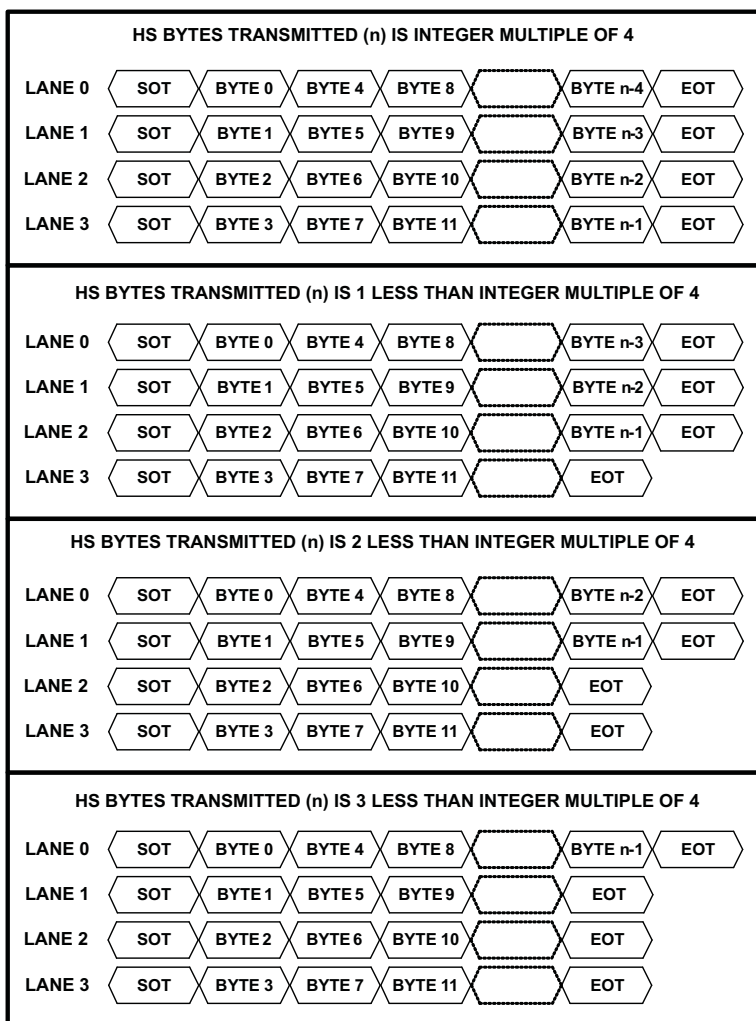 HS BYTES TRANSMITTED (n) IS INTEGER MULTIPLE OF 4
LANE 0 SOT BYTE 0 BYTE 4 BYTE 8 BYTE n-4 EOT
LANE 1 SOT BYTE 1 BYTE 5 BYTE 9 BYTE n-3 EOT
LANE 2 SOT BYTE 2 BYTE 6 BYTE 10 BYTE n-2 EOT
LANE 3 SOT BYTE 3 BYTE 7 BYTE 11 BYTE n-1 EOT
HS BYTES TRANSMITTED (n) IS 1 LESS THAN INTEGER MULTIPLE OF 4
LANE 0 SOT BYTE 0 BYTE 4 BYTE 8 BYTE n-3 EOT
LANE 1 SOT BYTE 1 BYTE 5 BYTE 9 BYTE n-2 EOT
LANE 2 SOT BYTE 2 BYTE 6 BYTE 10 BYTE n-1 EOT
LANE 3 SOT BYTE 3 BYTE 7 BYTE 11 EOT
HS BYTES TRANSMITTED (n) IS 2 LESS THAN INTEGER MULTIPLE OF 4
LANE 0 SOT BYTE 0 BYTE 4 BYTE 8 BYTE n-2 EOT
LANE 1 SOT BYTE 1 BYTE 5 BYTE 9 BYTE n-1 EOT
LANE 2 SOT BYTE 2 BYTE 6 BYTE 10 EOT
LANE 3 SOT BYTE 3 BYTE 7 BYTE 11 EOT
HS BYTES TRANSMITTED (n) IS 3 LESS THAN INTEGER MULTIPLE OF 4
LANE 0 SOT BYTE 0 BYTE 4 BYTE 8 BYTE n-1 EOT
LANE 1 SOT BYTE 1 BYTE 5 BYTE 9 EOT
LANE 2 SOT BYTE 2 BYTE 6 BYTE 10 EOT
LANE 3 SOT BYTE 3 BYTE 7 BYTE 11 EOT